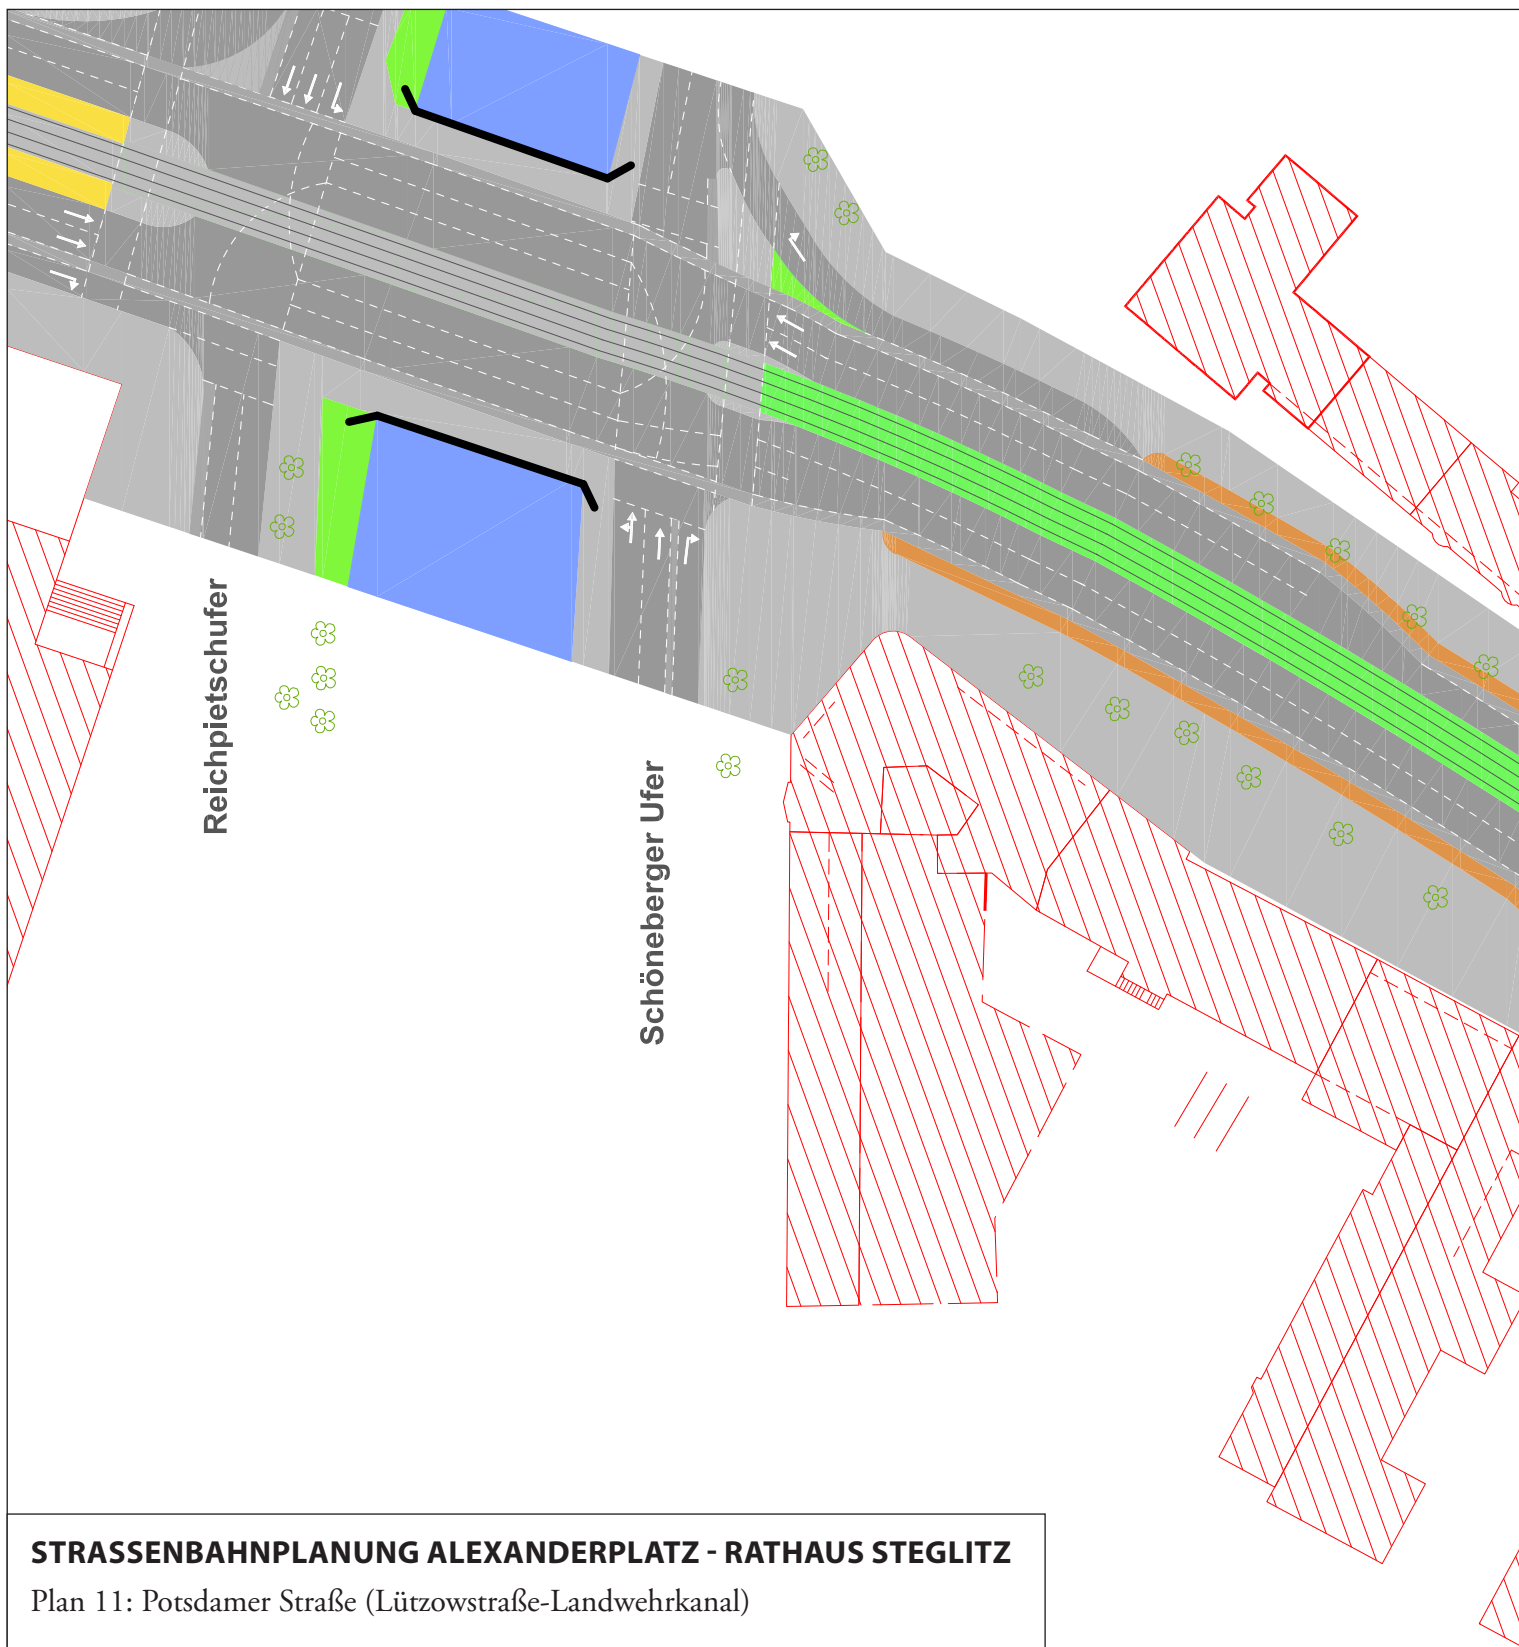 Reichpietschufer
Schöneberger Ufer
STRASSENBAHNPLANUNG ALEXANDERPLATZ - RATHAUS STEGLITZ
Plan 11: Potsdamer Straße (Lützowstraße-Landwehrkanal)